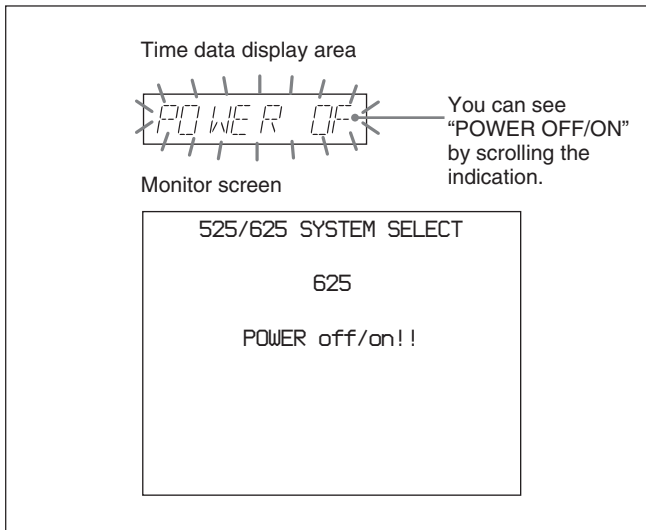 Time data display area
POWER OF
You can see
“POWER OFF/ON”
by scrolling the
indication.
Monitor screen
525/625 SYSTEM SELECT
625
POWER off/on!!